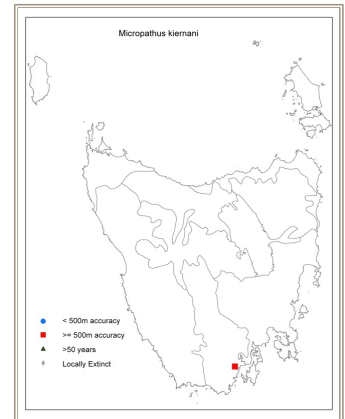 Micropathus kiernani
< 500m accuracy
>= 500m accuracy
>50 years
Locally Extinct